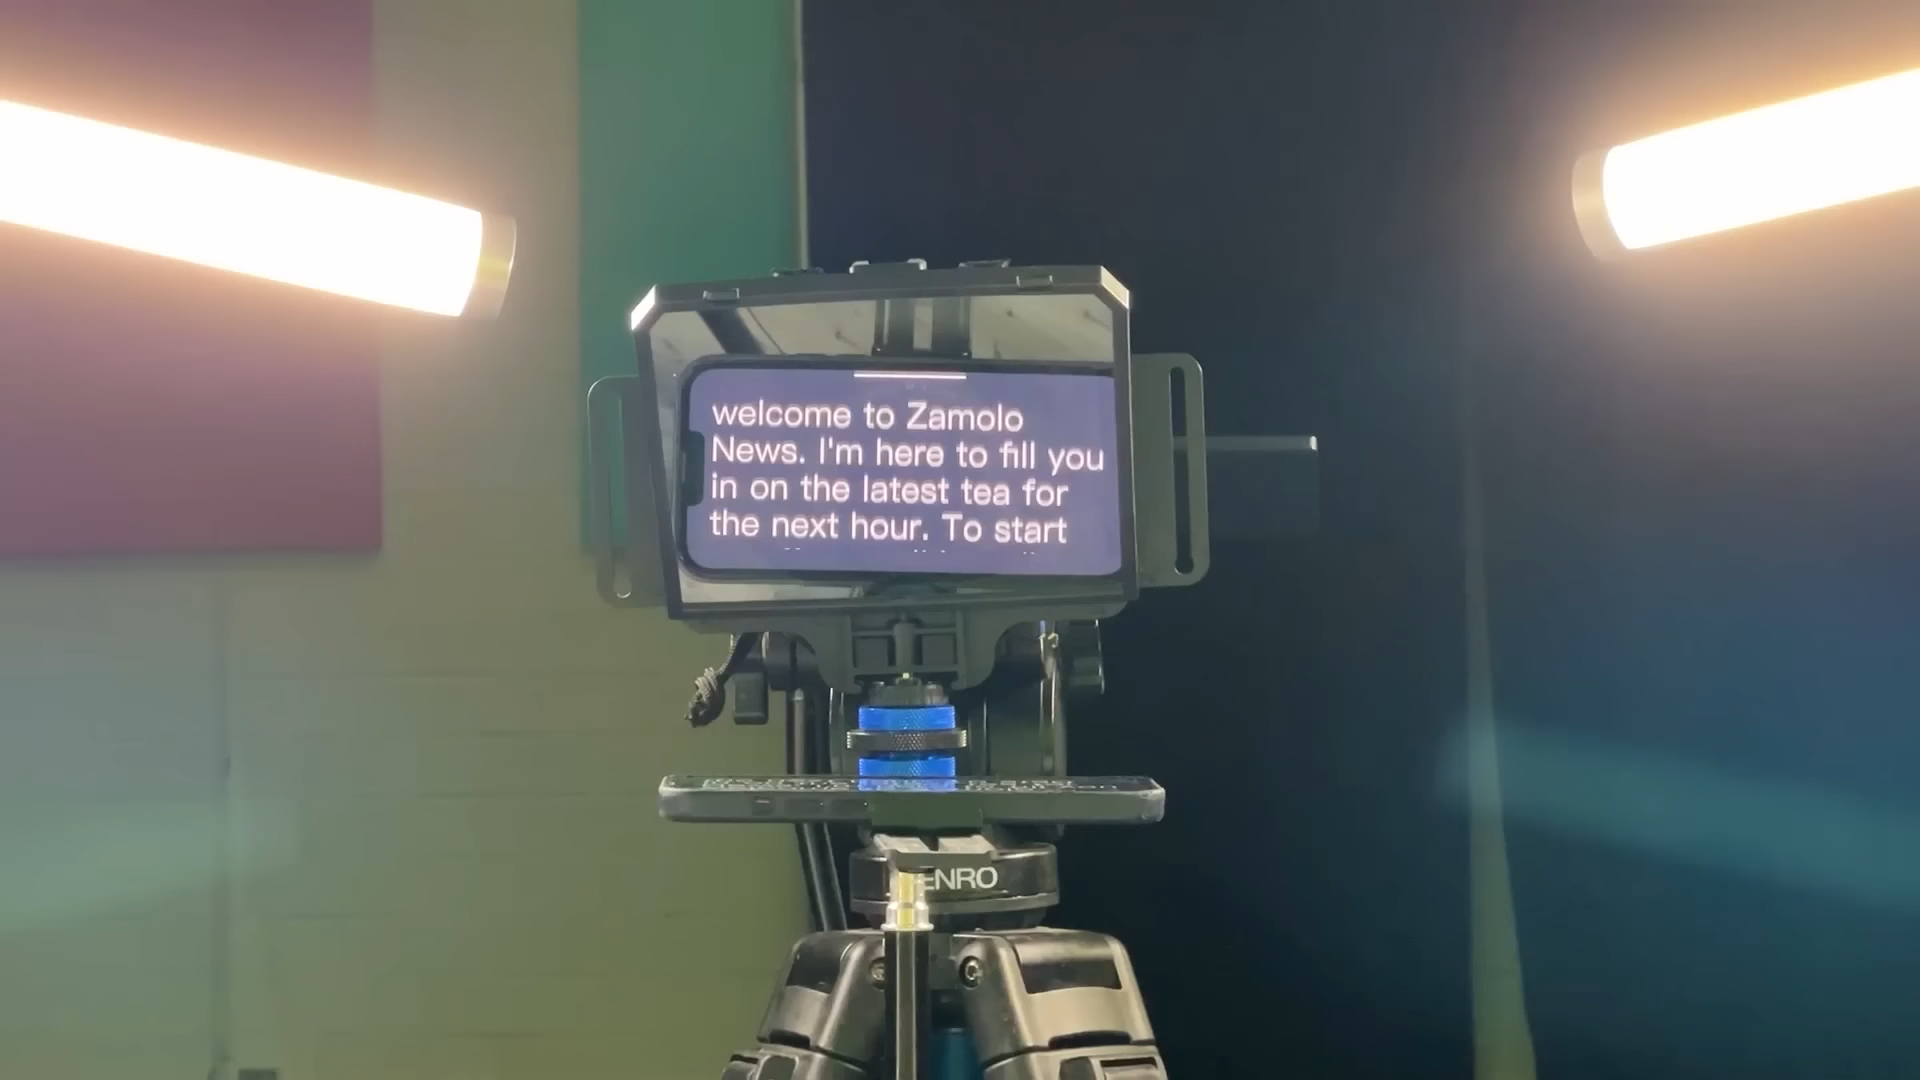 welcome to Zamolo
News. I'm here to fill you
in on the latest tea for
the next hour. To start
ENRO